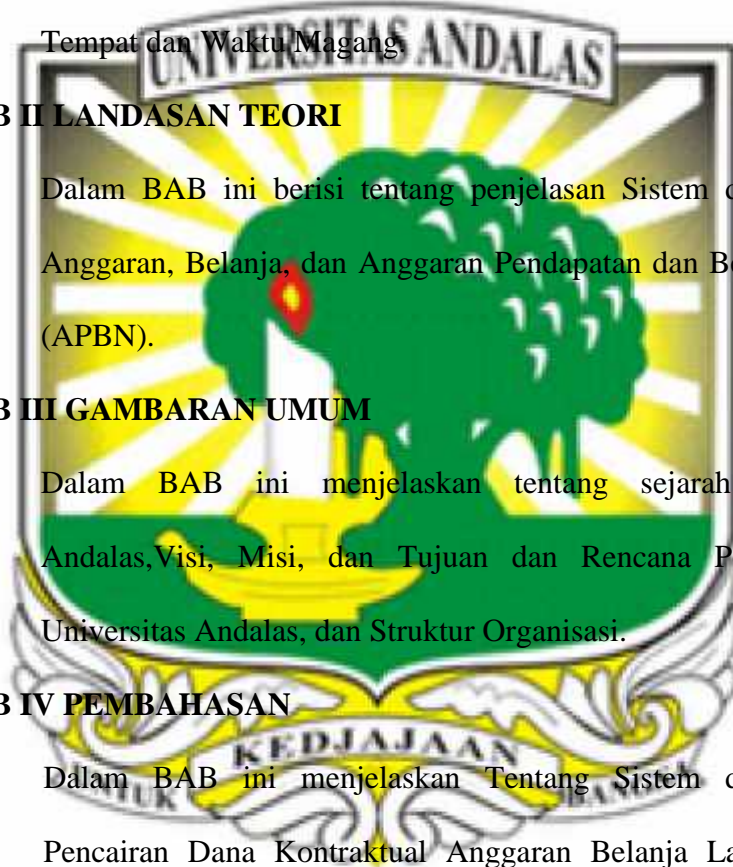 Tempat dan Waktu Magang.
UNIVERSITAS ANDALAS
B II LANDASAN TEORI
Dalam BAB ini berisi tentang penjelasan Sistem d
Anggaran, Belanja, dan Anggaran Pendapatan dan Be
(APBN).
B III GAMBARAN UMUM
Dalam BAB ini menjelaskan tentang sejarah
Andalas,Visi, Misi, dan Tujuan dan Rencana P
Universitas Andalas, dan Struktur Organisasi.
B IV PEMBAHASAN
KEDJAJAAN
UNTUK BANGSA
Dalam BAB ini menjelaskan Tentang Sistem d
Pencairan Dana Kontraktual Anggaran Belanja La